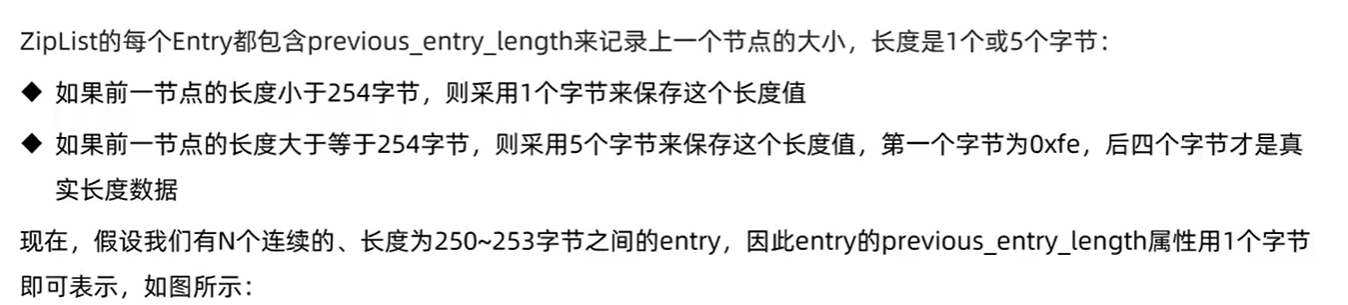 ZipList的每个Entry都包含previous_entry_length来记录上一个节点的大小，长度是1个或5个字节：
◆ 如果前一节点的长度小于254字节，则采用1个字节来保存这个长度值
◆ 如果前一节点的长度大于等于254字节，则采用5个字节来保存这个长度值，第一个字节为0xfe，后四个字节才是真
实长度数据
现在，假设我们有N个连续的、长度为250~253字节之间的entry，因此entry的previous_entry_length属性用1个字节
即可表示，如图所示：